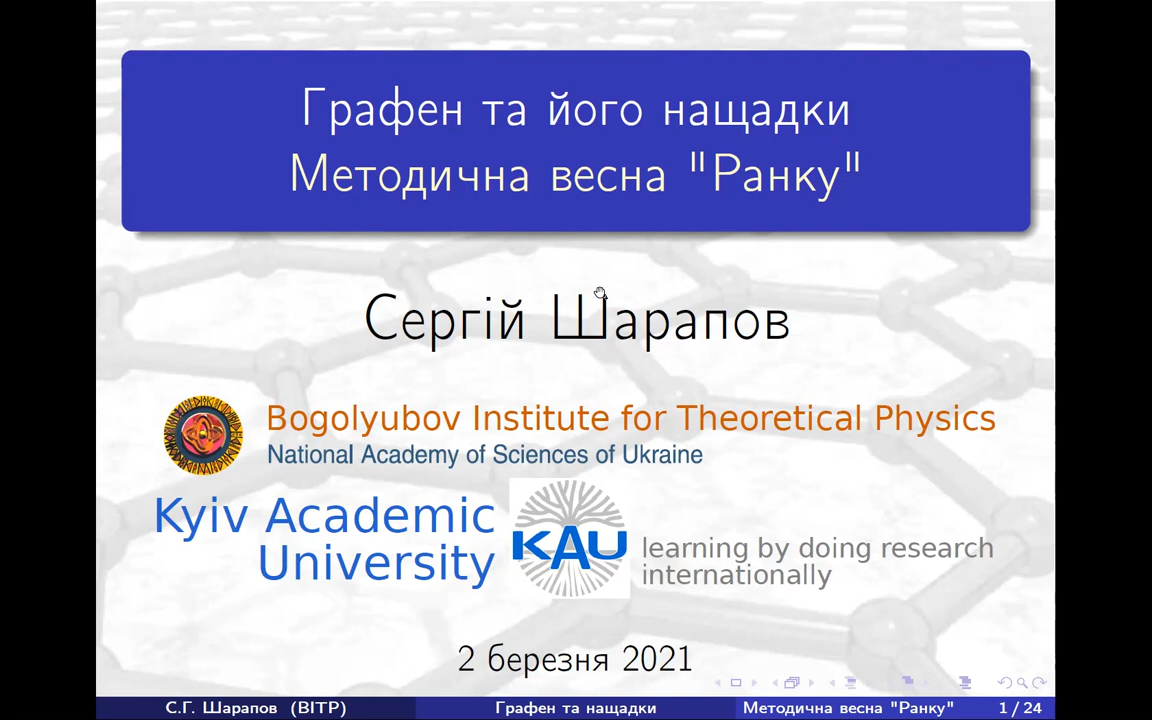 Графен та його нащадки
Методична весна "Ранку"
Сергій Шарапов
Bogolyubov Institute for Theoretical Physics
National Academy of Sciences of Ukraine
Kyiv Academic
University
KAU
learning by doing research
internationally
2 березня 2021
С.Г. Шарапов (BITP)
Графен та нащадки
Методична весна "Ранку"
1 / 24